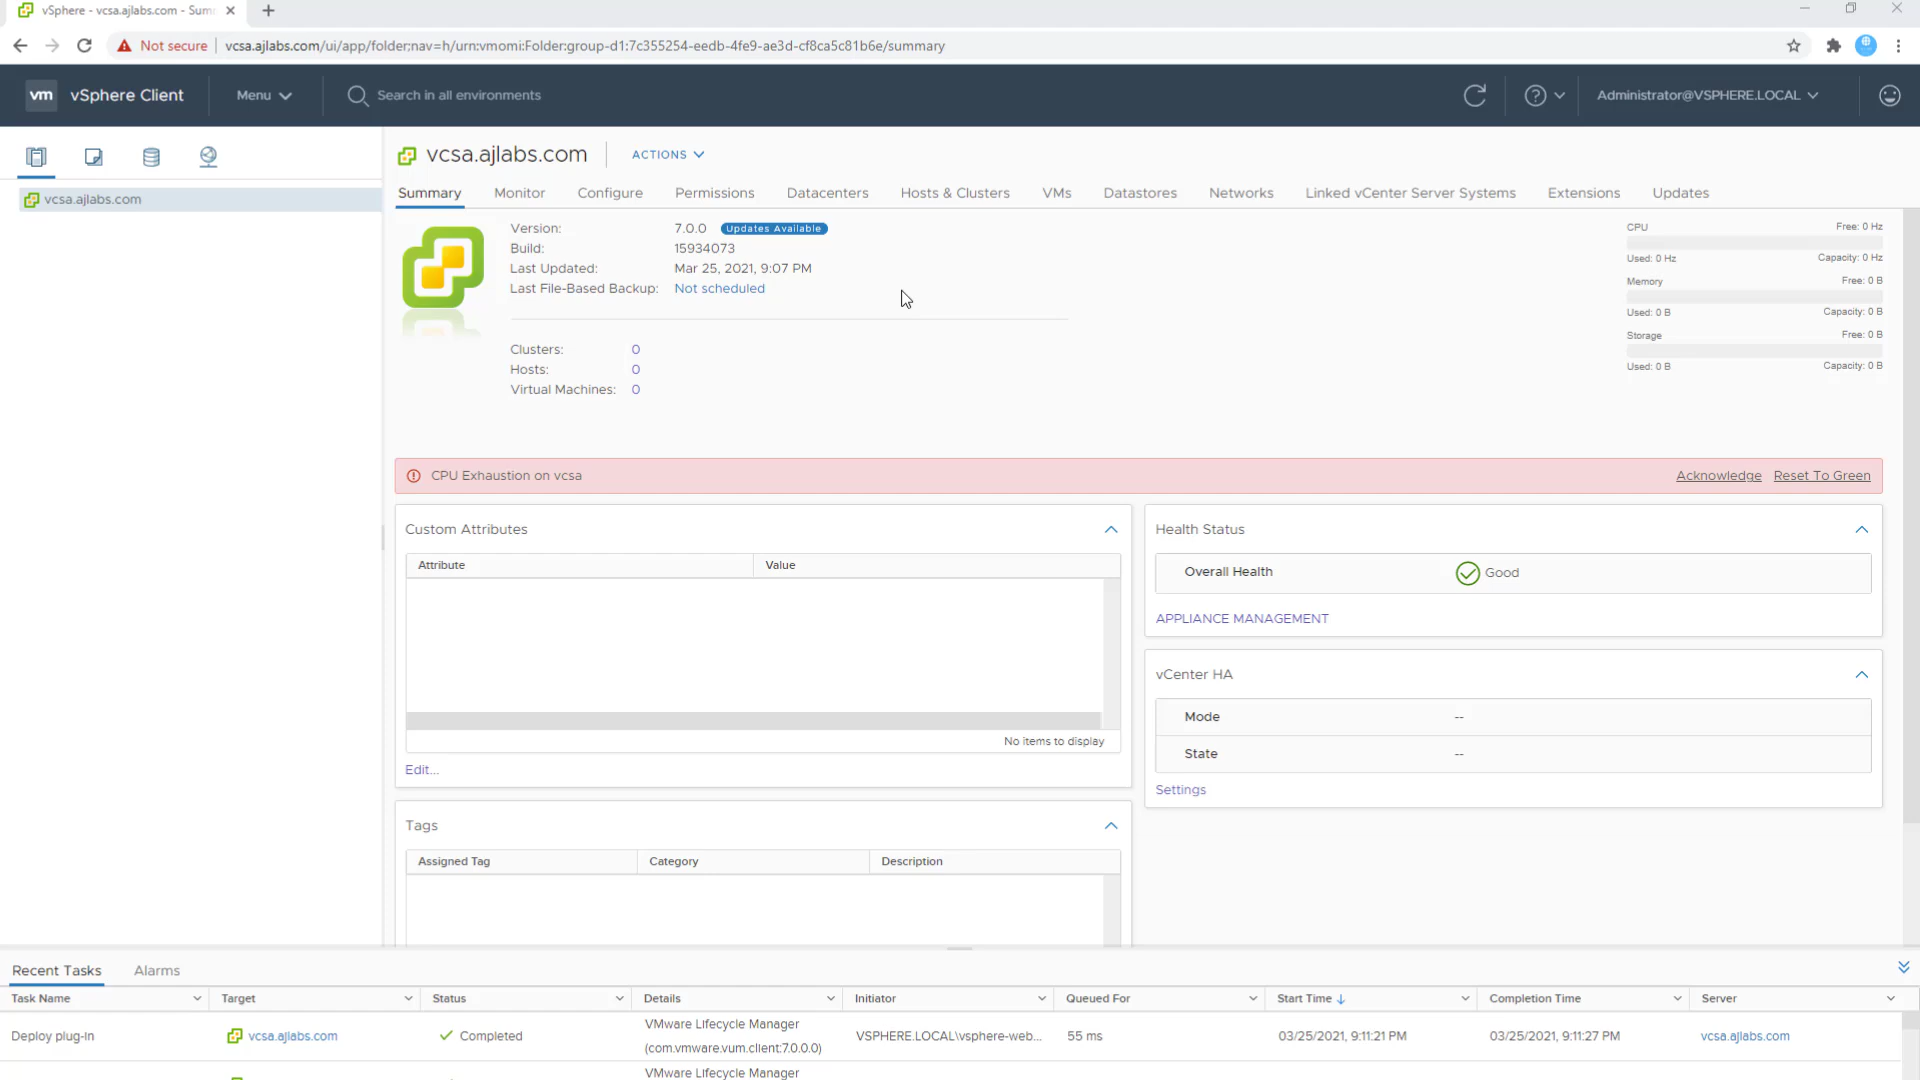 vSphere - vcsa.ajlabs.com - Sum
Not secure
vcsa.ajlabs.com/ui/app/folder;nav=h/urn:vmomi:Folder:group-d1:7c355254-eedb-4fe9-ae3d-cf8ca5c81b6e/summary
vm
vSphere Client
Menu
Search in all environments
Administrator@VSPHERE.LOCAL
vcsa.ajlabs.com
vcsa.ajlabs.com
ACTIONS
Summary Monitor Configure Permissions Datacenters Hosts & Clusters VMs Datastores Networks Linked vCenter Server Systems Extensions Updates
Version: 7.0.0 Updates Available
Build: 15934073
Last Updated: Mar 25, 2021, 9:07 PM
Last File-Based Backup: Not scheduled
Clusters: 0
Hosts: 0
Virtual Machines: 0
CPU Free: 0 Hz
Used: 0 Hz Capacity: 0 Hz
Memory Free: 0 B
Used: 0 B Capacity: 0 B
Storage Free: 0 B
Used: 0 B Capacity: 0 B
CPU Exhaustion on vcsa Acknowledge Reset To Green
Custom Attributes
Attribute Value
No items to display
Edit...
Health Status
Overall Health Good
APPLIANCE MANAGEMENT
vCenter HA
Mode --
State --
Settings
Tags
Assigned Tag Category Description
Recent Tasks Alarms
Task Name Target Status Details Initiator Queued For Start Time Completion Time Server
Deploy plug-in vcsa.ajlabs.com Completed VMware Lifecycle Manager (com.vmware.vum.client:7.0.0.0) VSPHERE.LOCAL\vsphere-web... 55 ms 03/25/2021, 9:11:21 PM 03/25/2021, 9:11:27 PM vcsa.ajlabs.com
VMware Lifecycle Manager